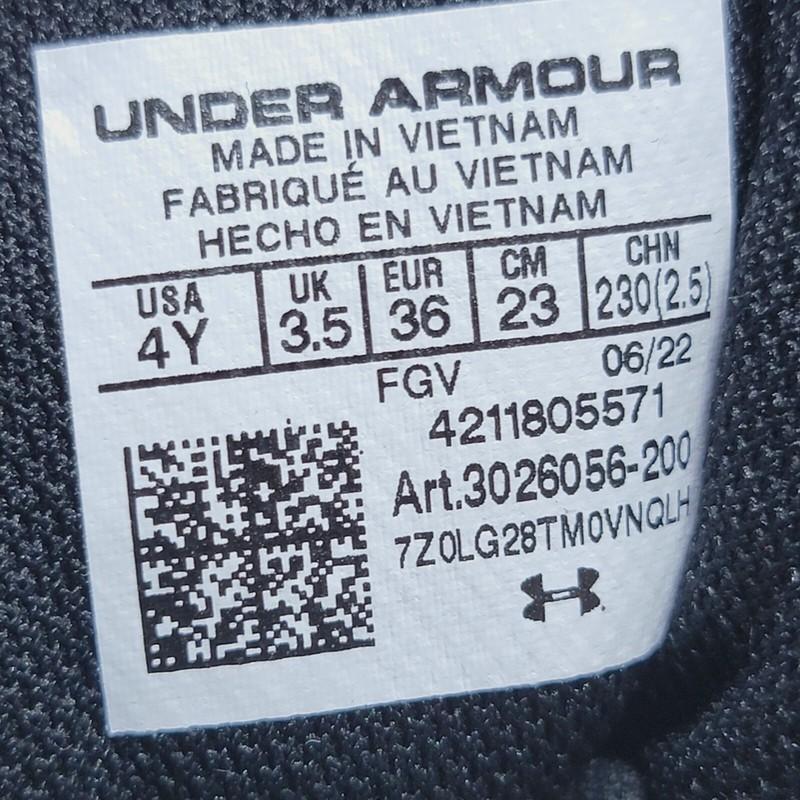 UNDER ARMOUR
MADE IN VIETNAM
FABRIQUÉ AU VIETNAM
HECHO EN VIETNAM
USA UK EUR CM CHN
4Y 3.5 36 23 230(2.5)
FGV 06/22
4211805571
Art.3026056-200
7Z0LG28TM0VNQLH